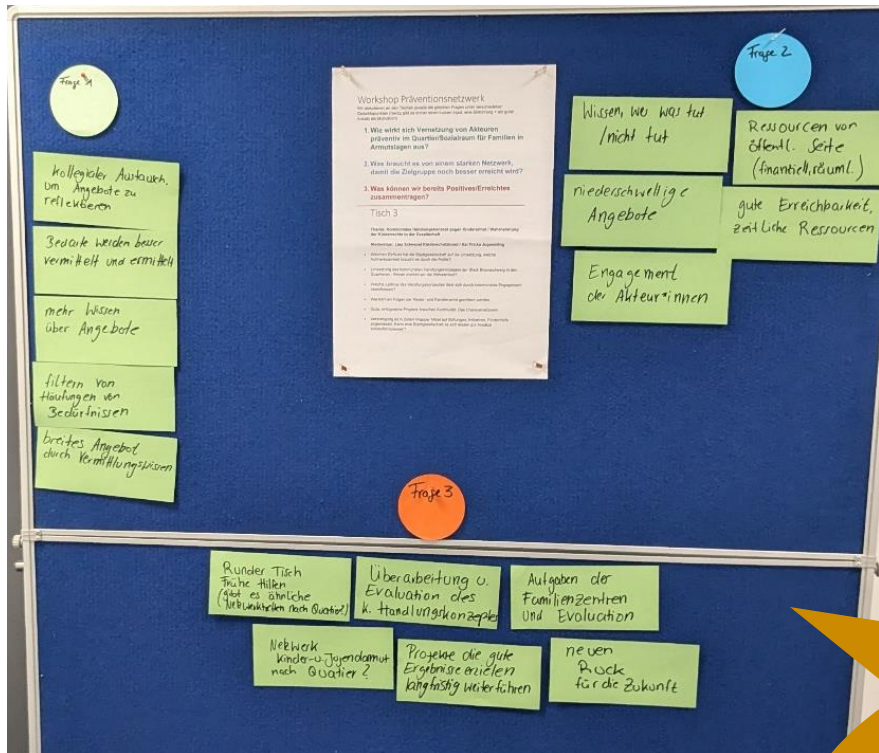 Frage 1
kollegialer Austausch,
um Angebote zu
reflektieren
Bedarfe werden besser
vermittelt und ermittelt
mehr Wissen
über Angebote
filtern von
Häufungen von
Bedürfnissen
breites Angebot
durch Vermittlungswissen
Workshop Präventionsnetzwerk
1. Wie wirkt sich Vernetzung von Akteuren
präventiv im Quartier/Sozialraum für Familien in
Armutslagen aus?
2. Was braucht es von einem starken Netzwerk,
damit die Zielgruppe noch besser erreicht wird?
3. Was können wir bereits Positives/Erreichtes
zusammentragen?
Tisch 3
Frage 2
Wissen, wer was tut
/nicht tut
niederschwellige
Angebote
Engagement
der Akteur*innen
Ressourcen von
öffentl. Seite
(finanziell, räuml.)
gute Erreichbarkeit,
zeitliche Ressourcen
Frage 3
Runder Tisch
Frühe Hilfen
(gibt es ähnliche
nach Quartier?)
Überarbeitung u.
Evaluation des
k. Handlungskonzeptes
Aufgaben der
Familienzentren
und Evaluation
Netzwerk
Kinder-u. Jugendarmut
nach Quatier?
Projekte die gute
Ergebnisse erzielen
langfristig weiterführen
neuen
Ruck
für die Zukunft